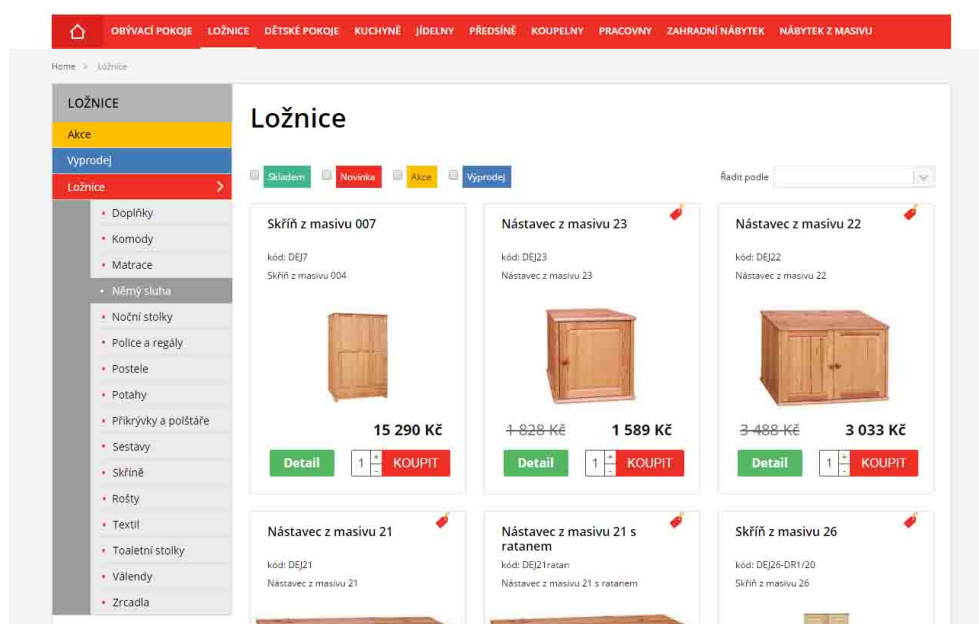 OBÝVACÍ POKOJE LOŽNICE DĚTSKÉ POKOJE KUCHYNĚ JÍDELNY PŘEDSÍNĚ KOUPELNY PRACOVNY ZAHRADNÍ NÁBYTEK NÁBYTEK Z MASIVU
Home > Ložnice
LOŽNICE
Akce
Vyprodej
Ložnice
Doplňky
Komody
Matrace
Němý sluha
Noční stolky
Police a regály
Postele
Potahy
Přikrývky a polštáře
Sestavy
Skříně
Rošty
Textil
Toaletní stolky
Válendy
Zrcadla
Ložnice
Skladem Novinka Akce Výprodej Řadit podle
Skříň z masivu 007
kód: DEJ7
Skříň z masivu 004
15 290 Kč
Detail 1 + - KOUPIT
Nástavec z masivu 23
kód: DEJ23
Nástavec z masivu 23
1 828 Kč 1 589 Kč
Detail 1 + - KOUPIT
Nástavec z masivu 22
kód: DEJ22
Nástavec z masivu 22
3 488 Kč 3 033 Kč
Detail 1 + - KOUPIT
Nástavec z masivu 21
kód: DEJ21
Nástavec z masivu 21
Nástavec z masivu 21 s
ratanem
kód: DEJ21ratan
Nástavec z masivu 21 s ratanem
Skříň z masivu 26
kód: DEJ26-DR1/20
Skříň z masivu 26